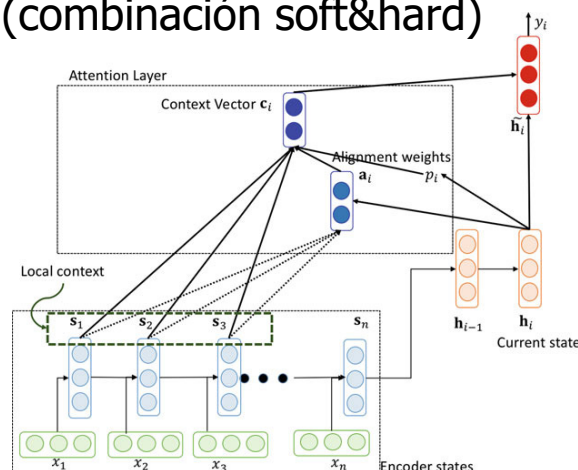 (combinación soft&hard)
y_i
Attention Layer
Context Vector c_i
h̃_i
Alignment weights
a_i
p_i
Local context
s_1 s_2 s_3 s_n
h_{i−1} h_i
Current state
x_1 x_2 x_3 x_n
Encoder states